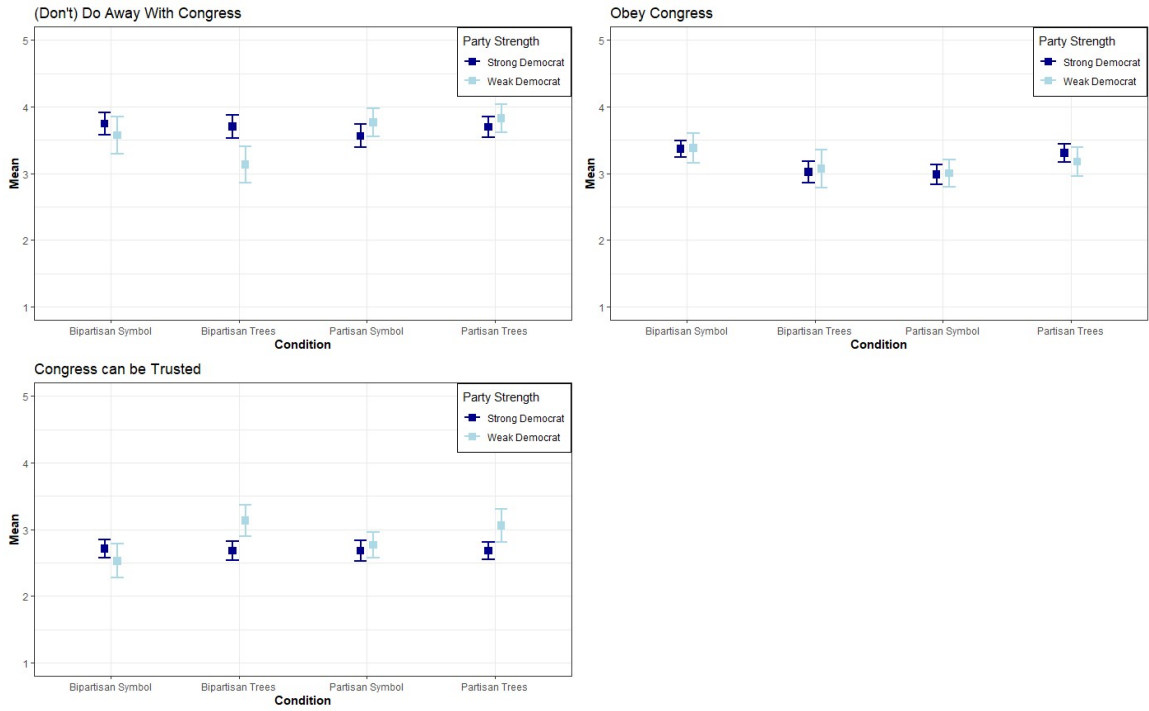 (Don't) Do Away With Congress
Party Strength
Strong Democrat
Weak Democrat
5
4
3
2
1
Mean
Bipartisan Symbol Bipartisan Trees Partisan Symbol Partisan Trees
Condition
Obey Congress
Party Strength
Strong Democrat
Weak Democrat
5
4
3
2
1
Mean
Bipartisan Symbol Bipartisan Trees Partisan Symbol Partisan Trees
Condition
Congress can be Trusted
Party Strength
Strong Democrat
Weak Democrat
5
4
3
2
1
Mean
Bipartisan Symbol Bipartisan Trees Partisan Symbol Partisan Trees
Condition